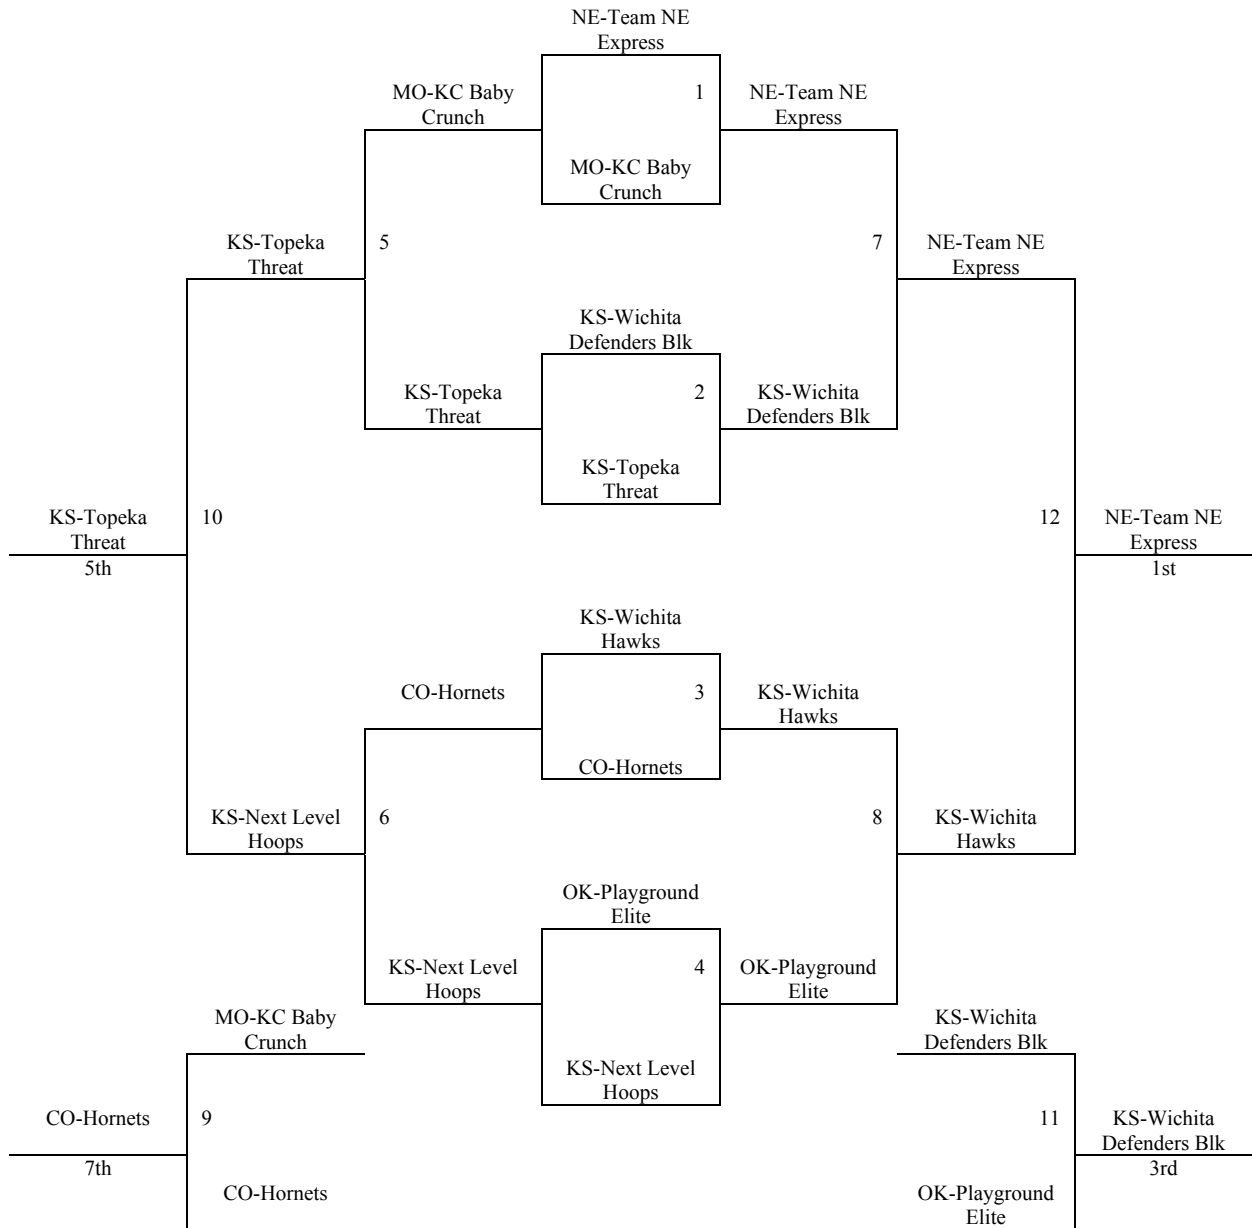 NE-Team NE
Express
MO-KC Baby
Crunch
1
NE-Team NE
Express
MO-KC Baby
Crunch
KS-Topeka
Threat
5
7
NE-Team NE
Express
KS-Wichita
Defenders Blk
KS-Topeka
Threat
2
KS-Wichita
Defenders Blk
KS-Topeka
Threat
KS-Topeka
Threat
5th
10
12
NE-Team NE
Express
1st
KS-Wichita
Hawks
CO-Hornets
3
KS-Wichita
Hawks
CO-Hornets
KS-Next Level
Hoops
6
8
KS-Wichita
Hawks
OK-Playground
Elite
KS-Next Level
Hoops
4
OK-Playground
Elite
MO-KC Baby
Crunch
KS-Wichita
Defenders Blk
KS-Next Level
Hoops
CO-Hornets
7th
9
11
KS-Wichita
Defenders Blk
3rd
CO-Hornets
OK-Playground
Elite